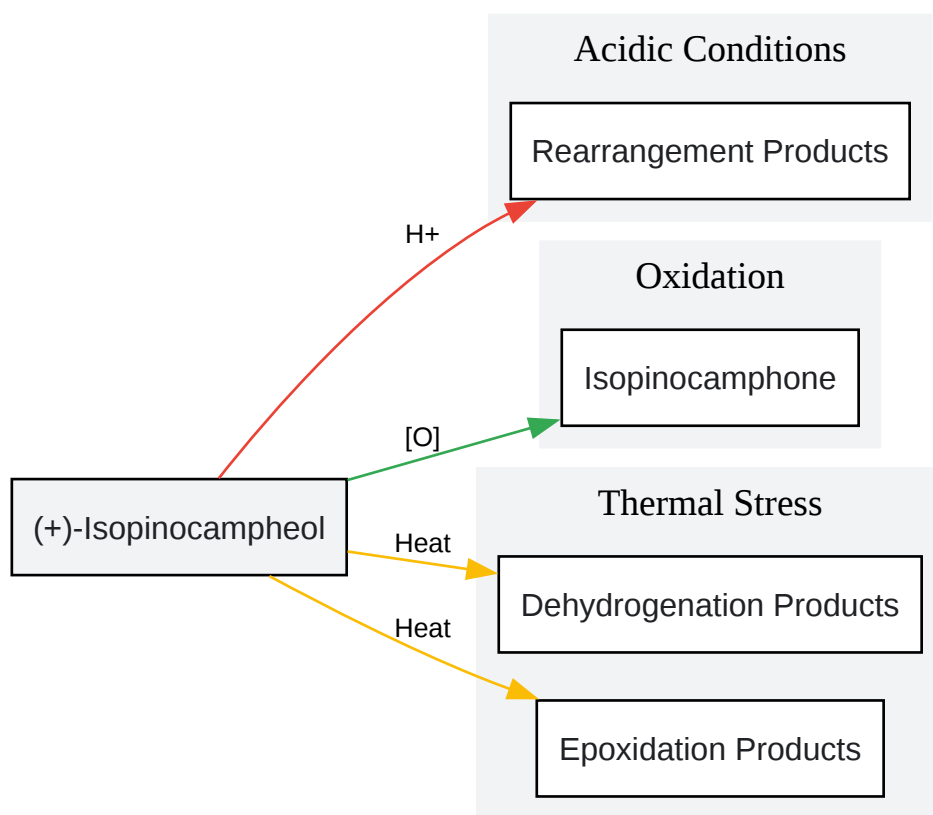 Acidic Conditions
Rearrangement Products
H+
Oxidation
Isopinocamphone
[O]
(+)-Isopinocampheol
Thermal Stress
Heat
Dehydrogenation Products
Heat
Epoxidation Products